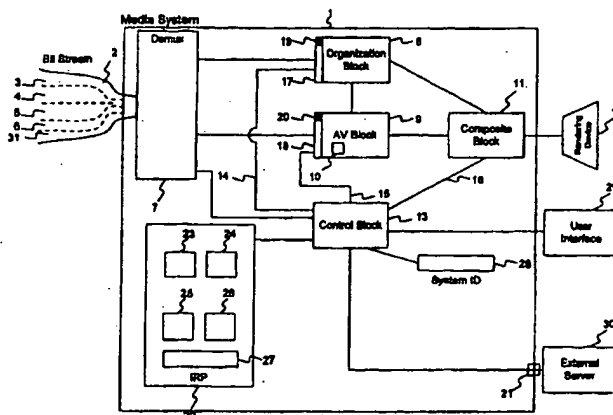 Media System
1
Bit Stream
2
Demux
3
4
5
6
31
7
19
Organization
Block
8
17
20
AV Block
9
18
10
11
Composite
Block
Rendering
Device
14
15
16
Control Block
13
User
Interface
System ID
23
24
25
26
27
IRP
21
30
External
Server